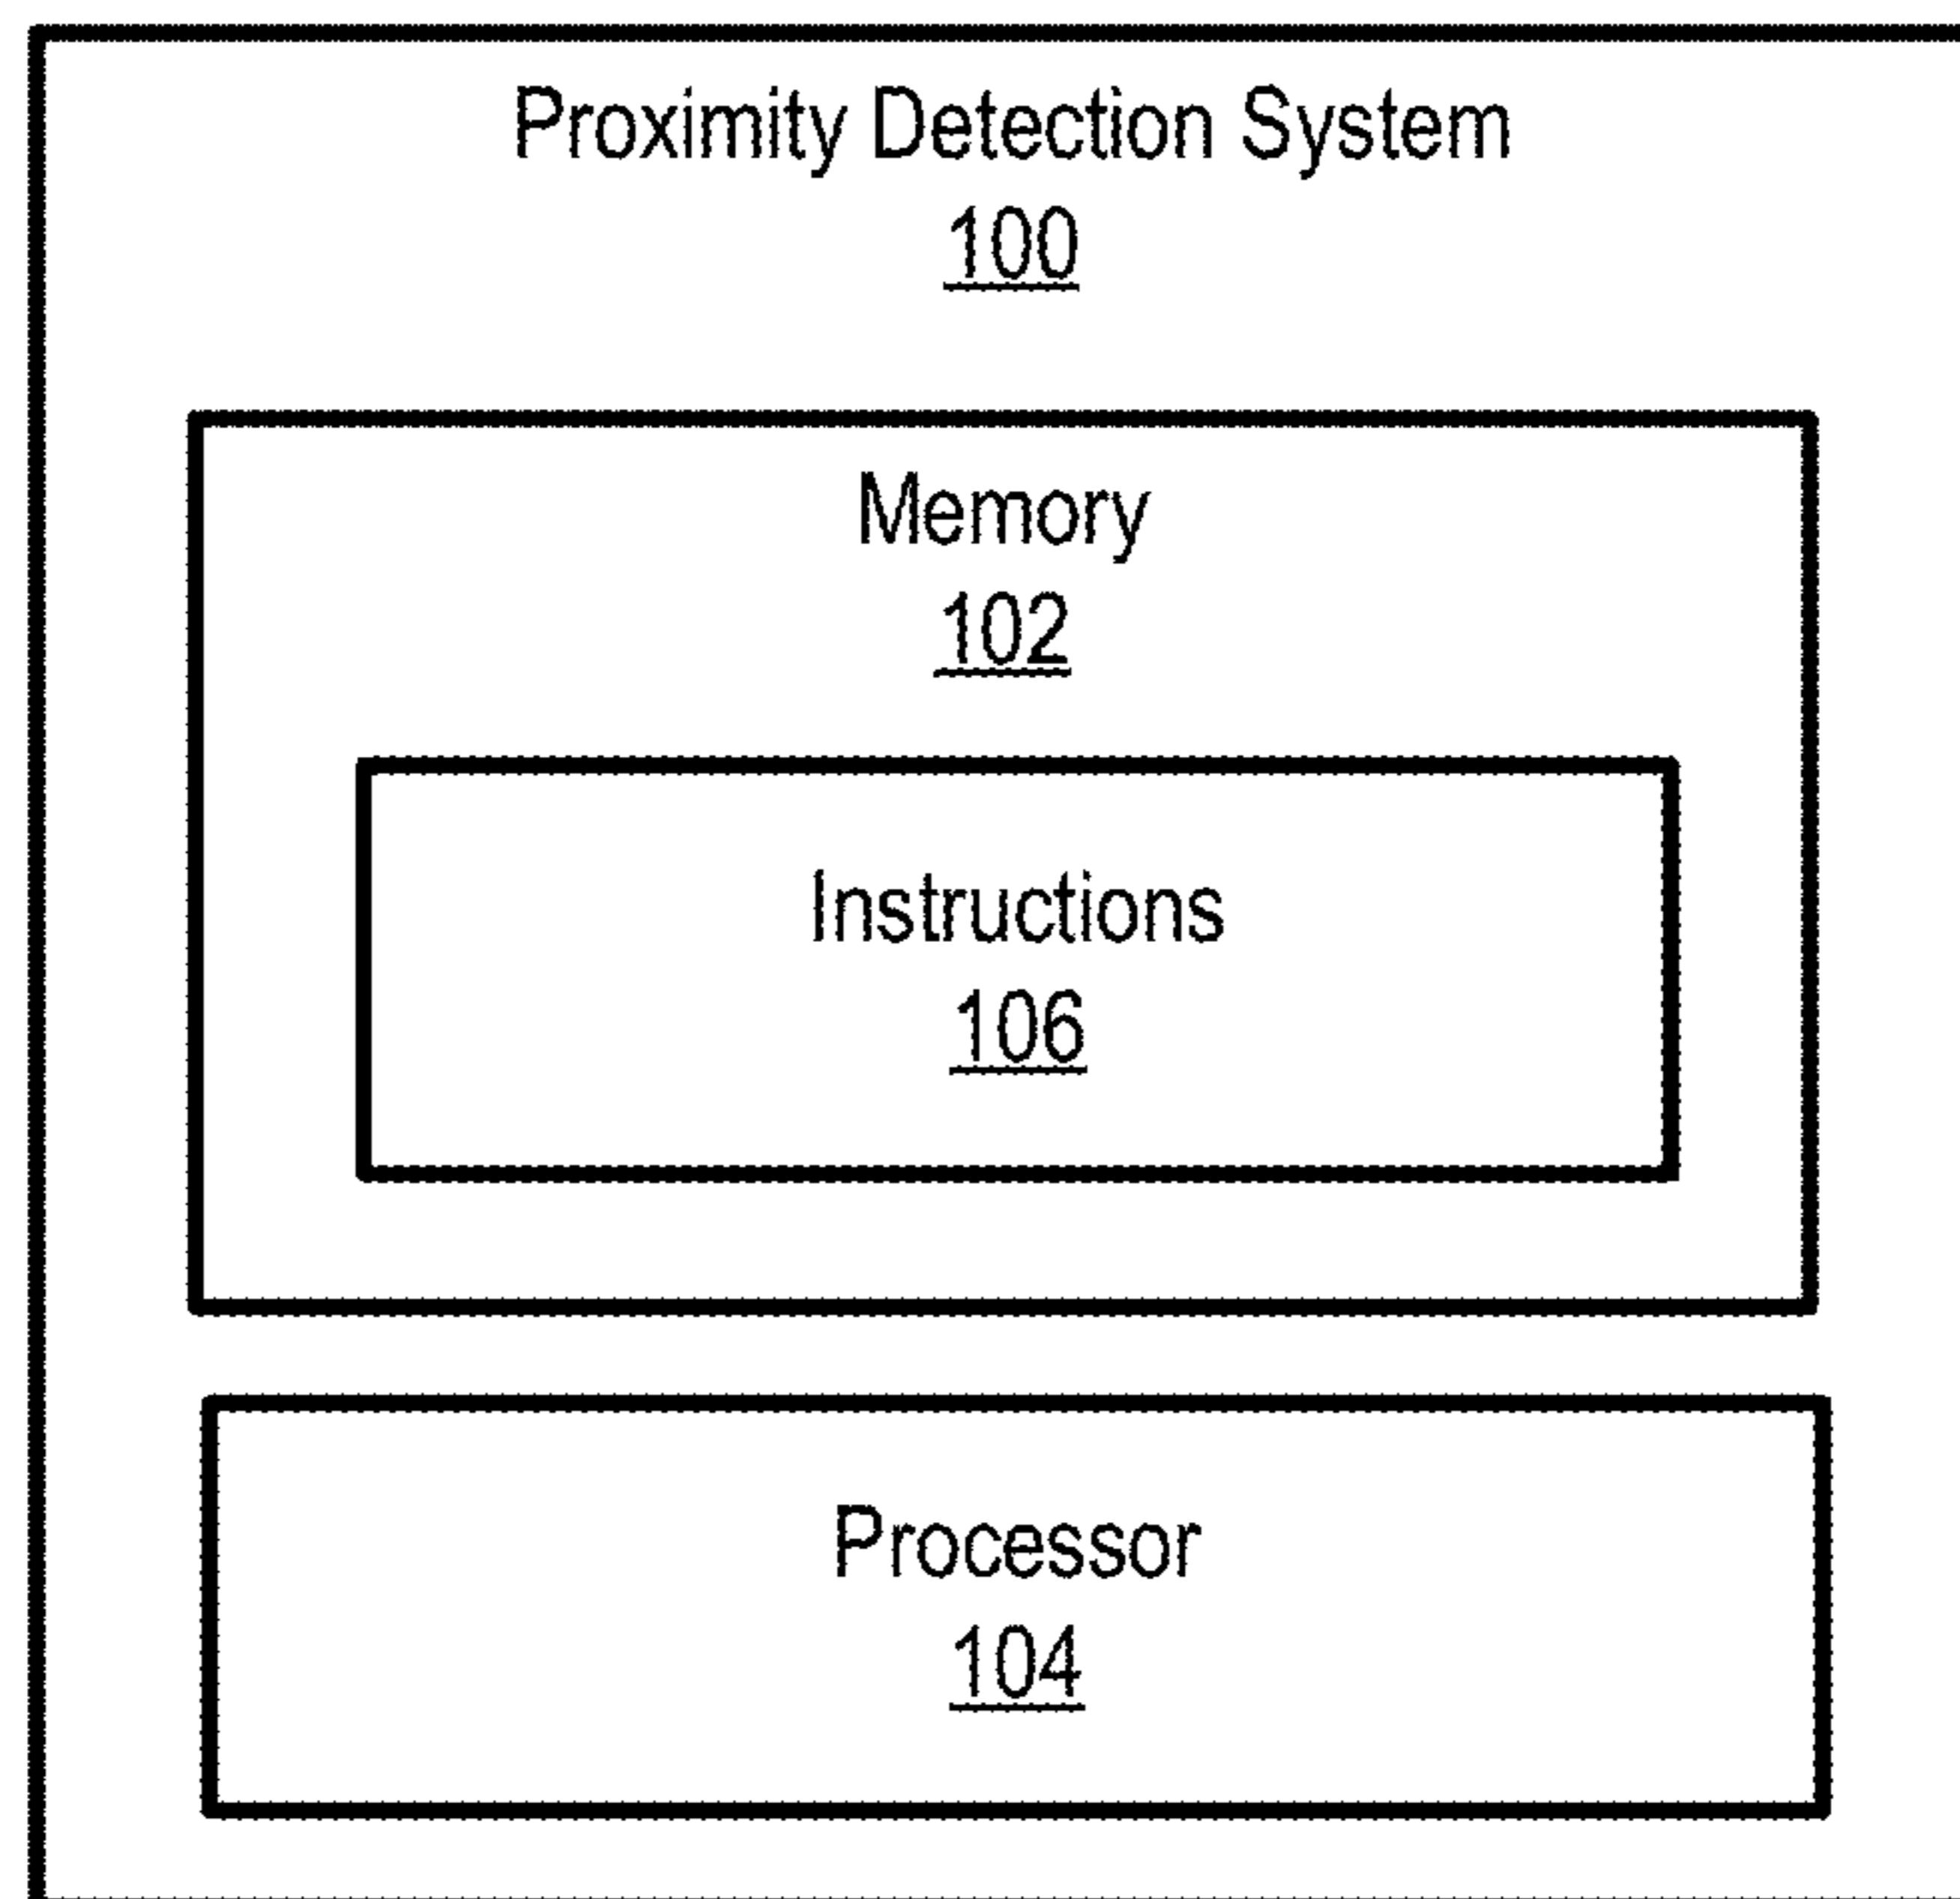 Proximity Detection System
100
Memory
102
Instructions
106
Processor
104